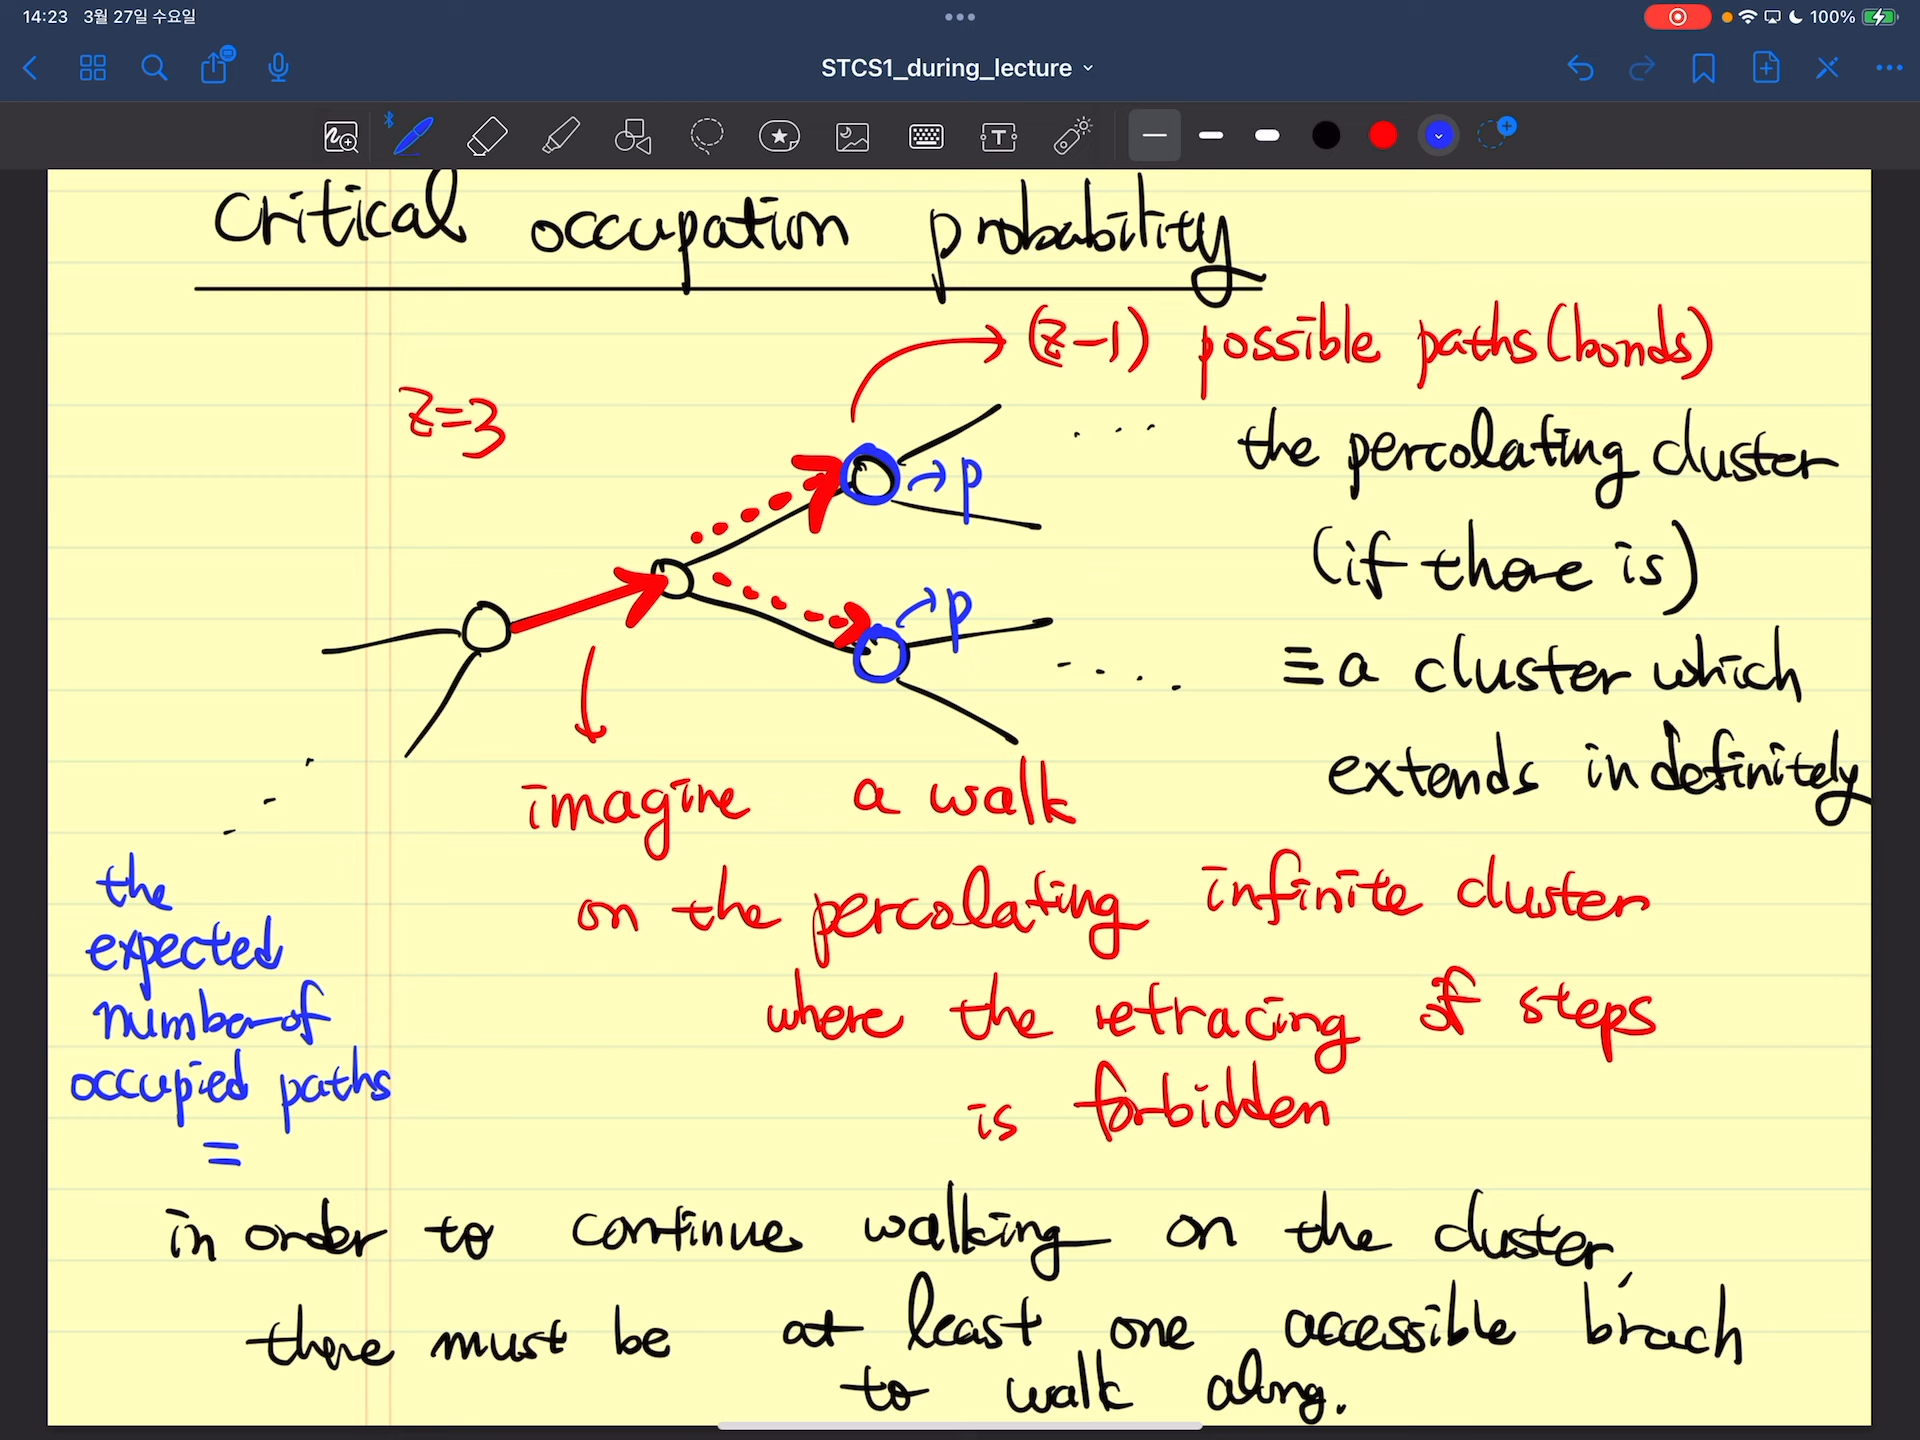 14:23 3월 27일 수요일
100%
STCS1_during_lecture
T
Critical occupation probability
(z-1) possible paths (bonds)
z=3
the percolating cluster
p
(if there is)
p
≡ a cluster which
extends indefinitely
imagine a walk
on the percolating infinite cluster
where the retracing of steps
is forbidden
the
expected
number of
occupied paths
=
in order to continue walking on the cluster,
there must be at least one accessible brach
to walk along.